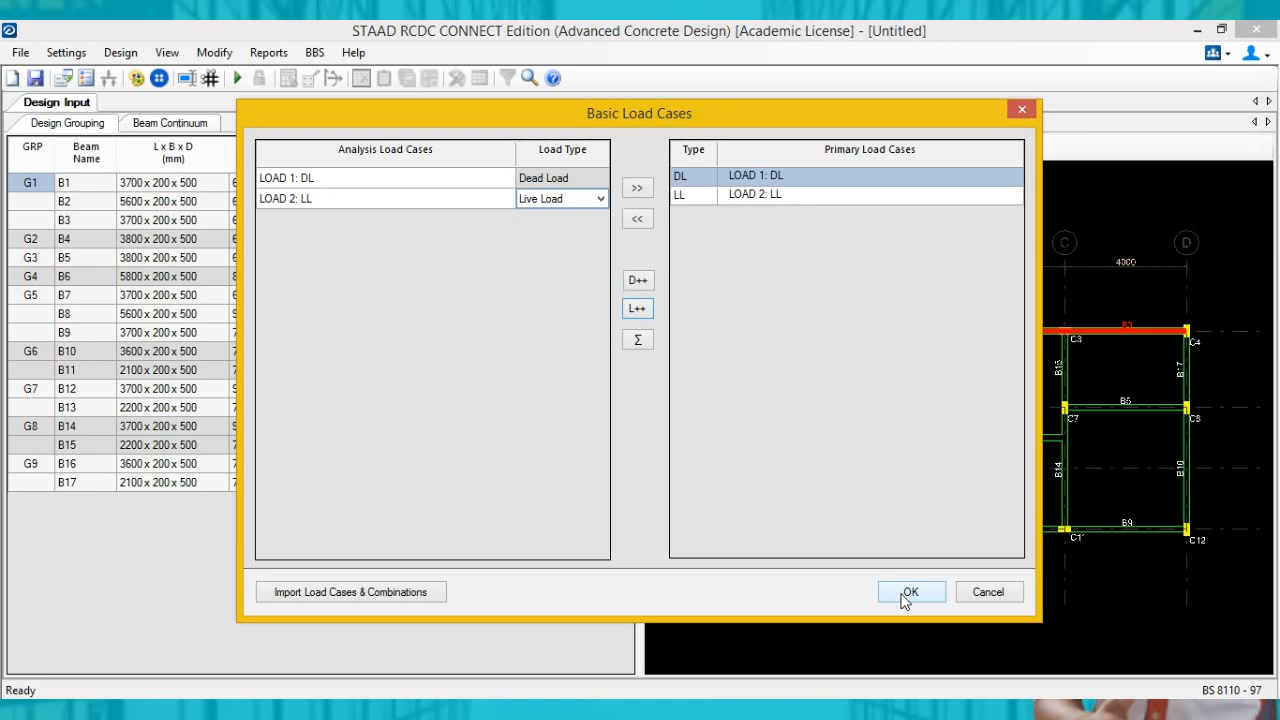 STAAD RCDC CONNECT Edition (Advanced Concrete Design) [Academic License] - [Untitled]
File Settings Design View Modify Reports BBS Help
Design Input
Design Grouping Beam Continuum
GRP Beam Name L x B x D (mm)
G1 B1 3700 x 200 x 500
B2 5600 x 200 x 500
B3 3700 x 200 x 500
G2 B4 3800 x 200 x 500
G3 B5 3800 x 200 x 500
G4 B6 5800 x 200 x 500
G5 B7 3700 x 200 x 500
B8 5600 x 200 x 500
B9 3700 x 200 x 500
G6 B10 3600 x 200 x 500
B11 2100 x 200 x 500
G7 B12 3700 x 200 x 500
B13 2200 x 200 x 500
G8 B14 3700 x 200 x 500
B15 2200 x 200 x 500
G9 B16 3600 x 200 x 500
B17 2100 x 200 x 500
Basic Load Cases
Analysis Load Cases Load Type
LOAD 1: DL Dead Load
LOAD 2: LL Live Load
>>
<<
D++
L++
Σ
Type Primary Load Cases
DL LOAD 1: DL
LL LOAD 2: LL
Import Load Cases & Combinations
OK Cancel
C D
4000
B3
C3 C4
B15 B17
B5
C7 C8
B14 B16
B9
C11 C12
Ready BS 8110 - 97